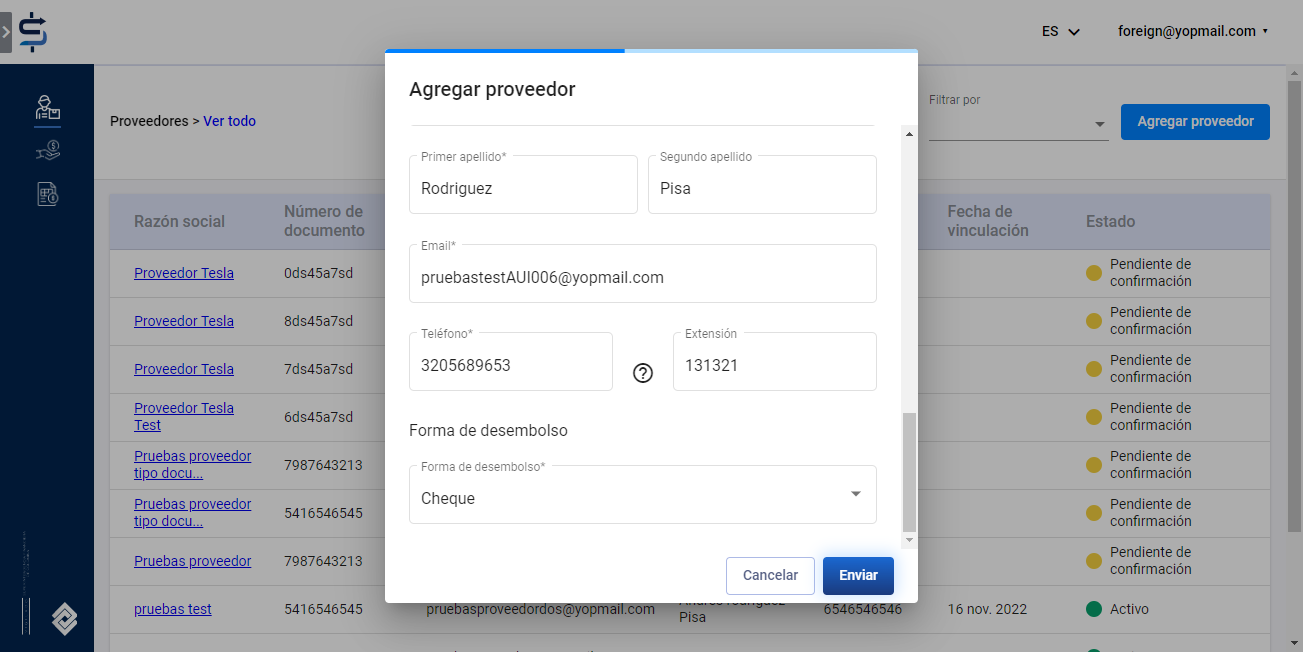 ES
foreign@yopmail.com
Agregar proveedor
Proveedores > Ver todo
Filtrar por
Agregar proveedor
Primer apellido*
Rodriguez
Segundo apellido
Pisa
Email*
pruebastestAUI006@yopmail.com
Teléfono*
3205689653
Extensión
131321
Forma de desembolso
Forma de desembolso*
Cheque
Cancelar
Enviar
Razón social
Número de
documento
Fecha de
vinculación
Estado
Proveedor Tesla
0ds45a7sd
Pendiente de
confirmación
Proveedor Tesla
8ds45a7sd
Pendiente de
confirmación
Proveedor Tesla
7ds45a7sd
Pendiente de
confirmación
Proveedor Tesla
Test
6ds45a7sd
Pendiente de
confirmación
Pruebas proveedor
tipo docu...
7987643213
Pendiente de
confirmación
Pruebas proveedor
tipo docu...
5416546545
Pendiente de
confirmación
Pruebas proveedor
7987643213
Pendiente de
confirmación
pruebas test
5416546545
pruebasproveedordos@yopmail.com
Pisa
6546546546
16 nov. 2022
Activo